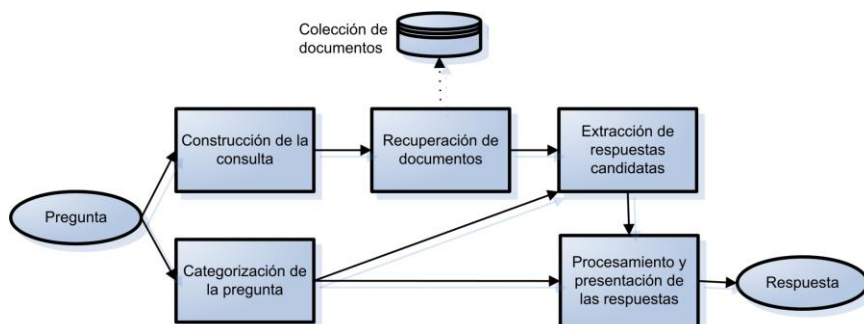 Colección de
documentos
Construcción de la
consulta
Recuperación de
documentos
Extracción de
respuestas
candidatas
Pregunta
Categorización de
la pregunta
Procesamiento y
presentación de
las respuestas
Respuesta